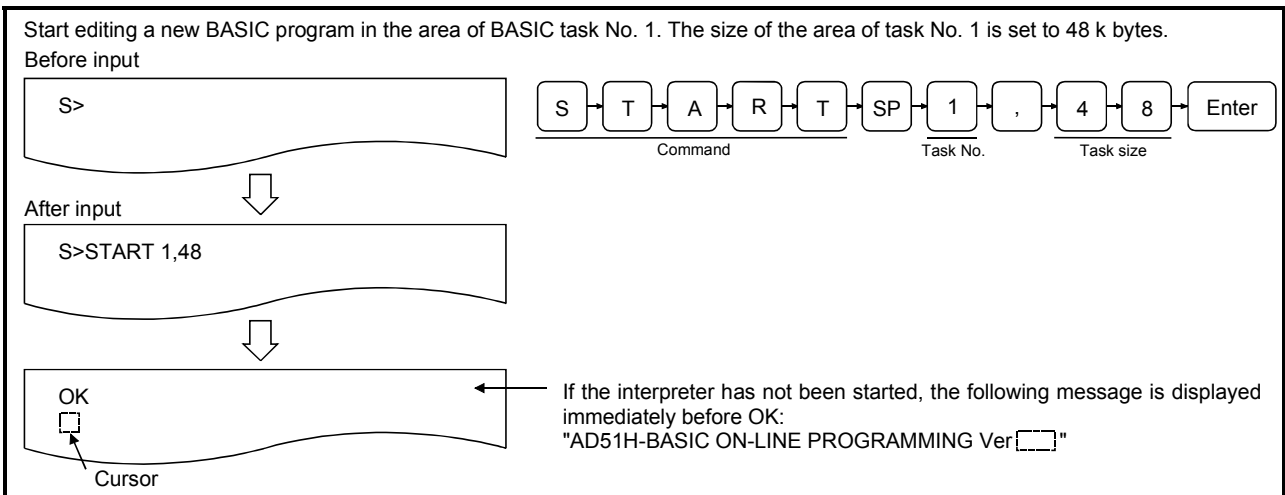 Start editing a new BASIC program in the area of BASIC task No. 1. The size of the area of task No. 1 is set to 48 k bytes.
Before input
S>
S T A R T SP 1 , 4 8 Enter
Command Task No. Task size
After input
S>START 1,48
OK
If the interpreter has not been started, the following message is displayed
immediately before OK:
"AD51H-BASIC ON-LINE PROGRAMMING Ver "
Cursor